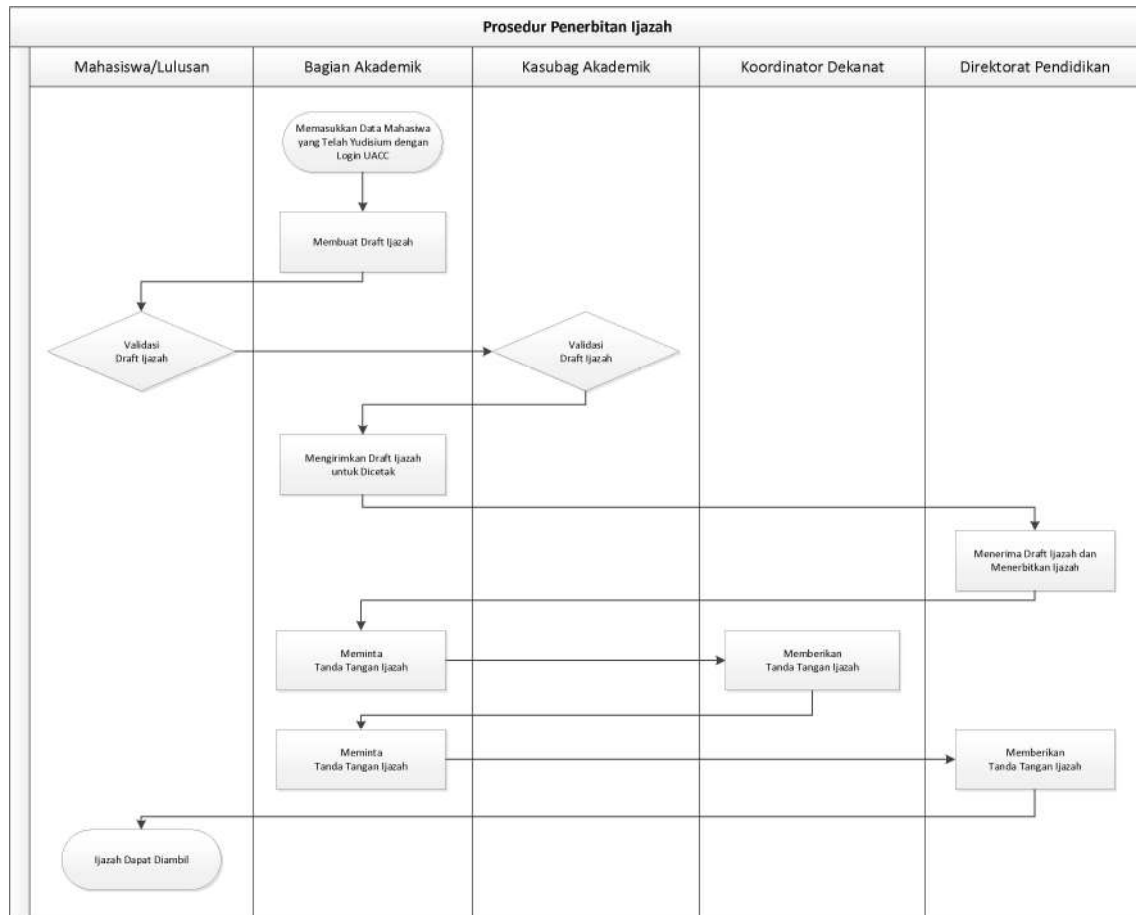 Prosedur Penerbitan Ijazah
Mahasiswa/Lulusan
Bagian Akademik
Kasubag Akademik
Koordinator Dekanat
Direktorat Pendidikan
Memasukkan Data Mahasiwa
yang Telah Yudisium dengan
Login UACC
Membuat Draft Ijazah
Validasi
Draft Ijazah
Validasi
Draft Ijazah
Mengirimkan Draft Ijazah
untuk Dicetak
Menerima Draft Ijazah dan
Menerbitkan Ijazah
Meminta
Tanda Tangan Ijazah
Memberikan
Tanda Tangan Ijazah
Meminta
Tanda Tangan Ijazah
Memberikan
Tanda Tangan Ijazah
Ijazah Dapat Diambil